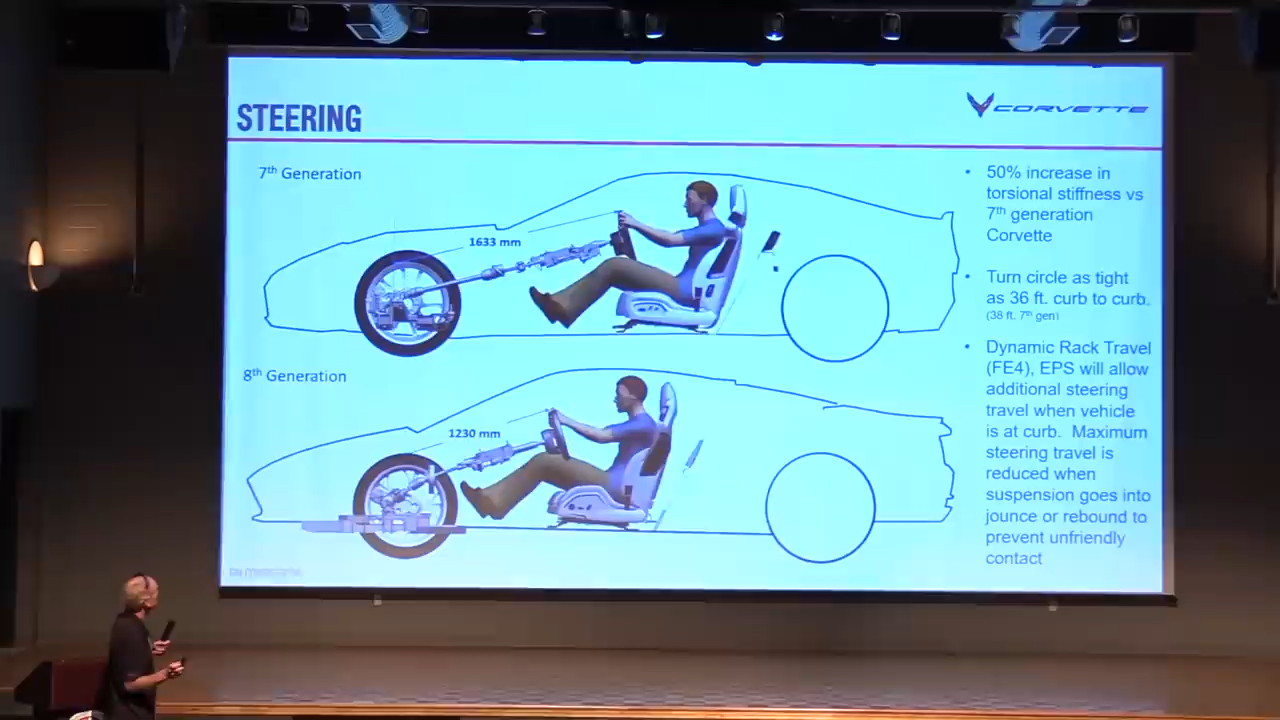 STEERING
CORVETTE
7th Generation
1633 mm
8th Generation
1230 mm
• 50% increase in
torsional stiffness vs
7th generation
Corvette
• Turn circle as tight
as 36 ft. curb to curb.
(38 ft. 7th gen)
• Dynamic Rack Travel
(FE4), EPS will allow
additional steering
travel when vehicle
is at curb. Maximum
steering travel is
reduced when
suspension goes into
jounce or rebound to
prevent unfriendly
contact